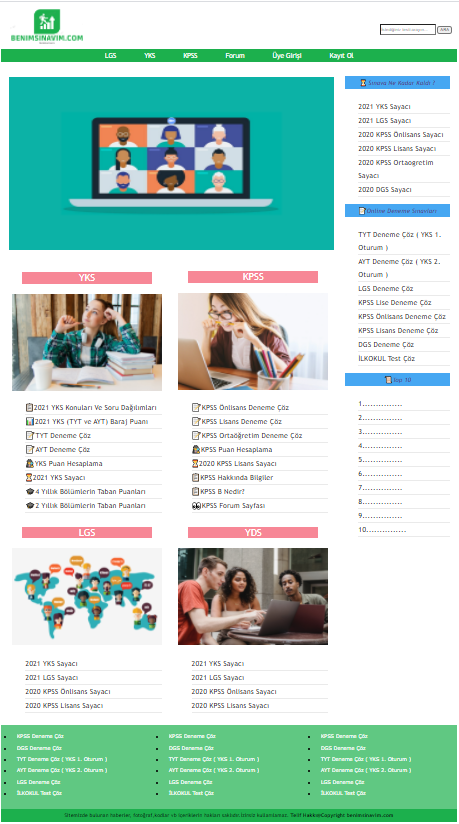 BENIMSINAVIM.COM
ARA
LGS YKS KPSS Forum Üye Girişi Kayıt Ol
Sınava Ne Kadar Kaldı ?
2021 YKS Sayacı
2021 LGS Sayacı
2020 KPSS Önlisans Sayacı
2020 KPSS Lisans Sayacı
2020 KPSS Ortaogretim
Sayacı
2020 DGS Sayacı
Online Deneme Sınavları
TYT Deneme Çöz ( YKS 1.
Oturum )
AYT Deneme Çöz ( YKS 2.
Oturum )
LGS Deneme Çöz
KPSS Lise Deneme Çöz
KPSS Önlisans Deneme Çöz
KPSS Lisans Deneme Çöz
DGS Deneme Çöz
İLKOKUL Test Çöz
Top 10
1...............
2...............
3...............
4...............
5...............
6...............
7...............
8...............
9...............
10...............
YKS
2021 YKS Konuları Ve Soru Dağılımları
2021 YKS (TYT ve AYT) Baraj Puanı
TYT Deneme Çöz
AYT Deneme Çöz
YKS Puan Hesaplama
2021 YKS Sayacı
4 Yıllık Bölümlerin Taban Puanları
2 Yıllık Bölümlerin Taban Puanları
KPSS
KPSS Önlisans Deneme Çöz
KPSS Lisans Deneme Çöz
KPSS Ortaöğretim Deneme Çöz
KPSS Puan Hesaplama
2020 KPSS Lisans Sayacı
KPSS Hakkında Bilgiler
KPSS B Nedir?
KPSS Forum Sayfası
LGS
2021 YKS Sayacı
2021 LGS Sayacı
2020 KPSS Önlisans Sayacı
2020 KPSS Lisans Sayacı
YDS
2021 YKS Sayacı
2021 LGS Sayacı
2020 KPSS Önlisans Sayacı
2020 KPSS Lisans Sayacı
KPSS Deneme Çöz
DGS Deneme Çöz
TYT Deneme Çöz ( YKS 1. Oturum )
AYT Deneme Çöz ( YKS 2. Oturum )
LGS Deneme Çöz
İLKOKUL Test Çöz
KPSS Deneme Çöz
DGS Deneme Çöz
TYT Deneme Çöz ( YKS 1. Oturum )
AYT Deneme Çöz ( YKS 2. Oturum )
LGS Deneme Çöz
İLKOKUL Test Çöz
KPSS Deneme Çöz
DGS Deneme Çöz
TYT Deneme Çöz ( YKS 1. Oturum )
AYT Deneme Çöz ( YKS 2. Oturum )
LGS Deneme Çöz
İLKOKUL Test Çöz
Sitemizde bulunan haberler, fotoğraf kodlar vb içeriklerin hakları saklıdır. İzinsiz kullanılamaz. Telif Hakkı©Copyright benimsinavim.com